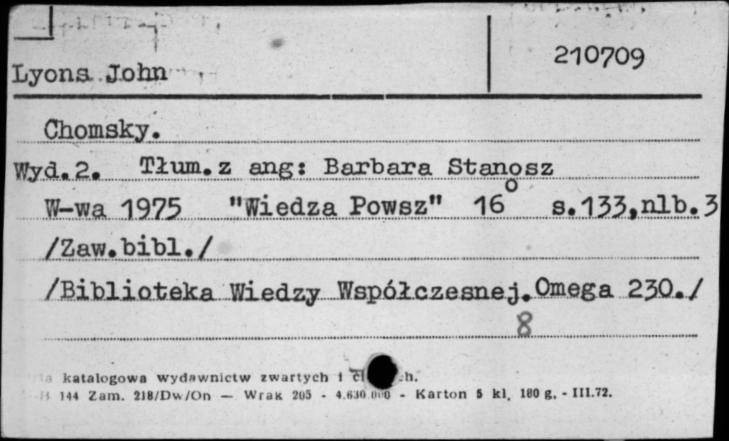 210709
Lyons John
Chomsky.
Wyd.2. Tłum.z ang: Barbara Stanosz
W-wa 1975 "Wiedza Powsz" 16° s.133,nlb.3
/Zaw.bibl./
/Biblioteka Wiedzy Współczesnej.Omega 230./
8
katalogowa wydawnictw zwartych i
144 Zam. 218/Dw/On — Wrak 205 - 4.630.000 - Karton 5 kl, 180 g. - III.72.